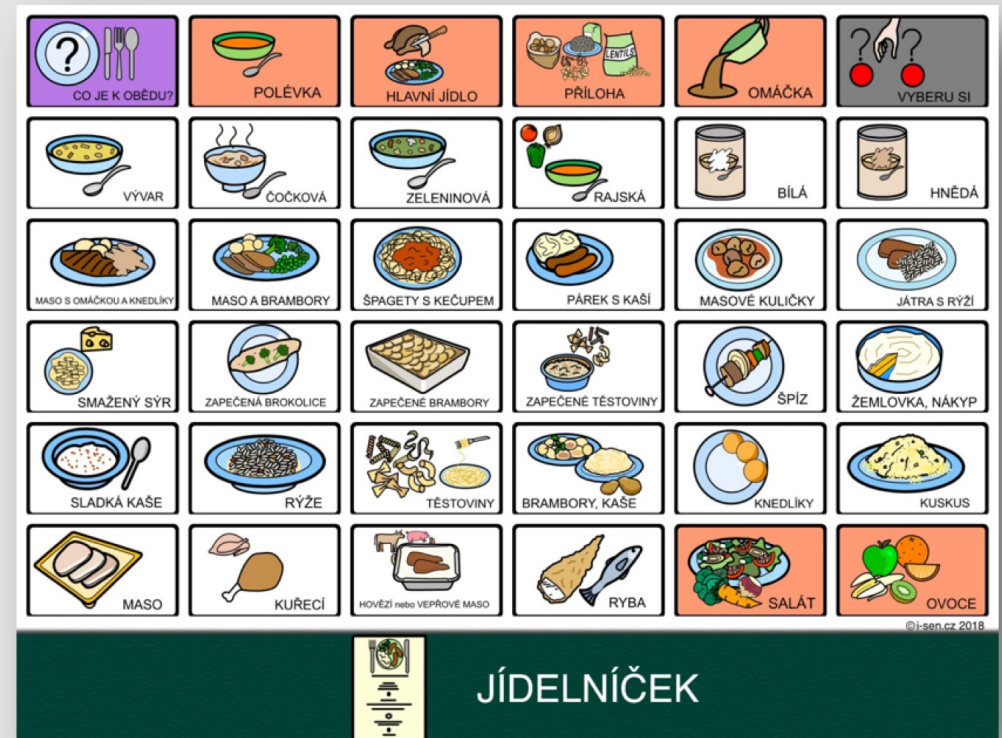 CO JE K OBĚDU?
POLÉVKA
HLAVNÍ JÍDLO
LENTILS
PŘÍLOHA
OMÁČKA
? ?
VYBERU SI
VÝVAR
ČOČKOVÁ
ZELENINOVÁ
RAJSKÁ
BÍLÁ
HNĚDÁ
MASO S OMÁČKOU A KNEDLÍKY
MASO A BRAMBORY
ŠPAGETY S KEČUPEM
PÁREK S KAŠÍ
MASOVÉ KULIČKY
JÁTRA S RÝŽÍ
SMAŽENÝ SÝR
ZAPEČENÁ BROKOLICE
ZAPEČENÉ BRAMBORY
ZAPEČENÉ TĚSTOVINY
ŠPÍZ
ŽEMLOVKA, NÁKYP
SLADKÁ KAŠE
RÝŽE
TĚSTOVINY
BRAMBORY, KAŠE
KNEDLÍKY
KUSKUS
MASO
KUŘECÍ
HOVĚZÍ nebo VEPŘOVÉ MASO
RYBA
SALÁT
OVOCE
©i-sen.cz 2018
JÍDELNÍČEK